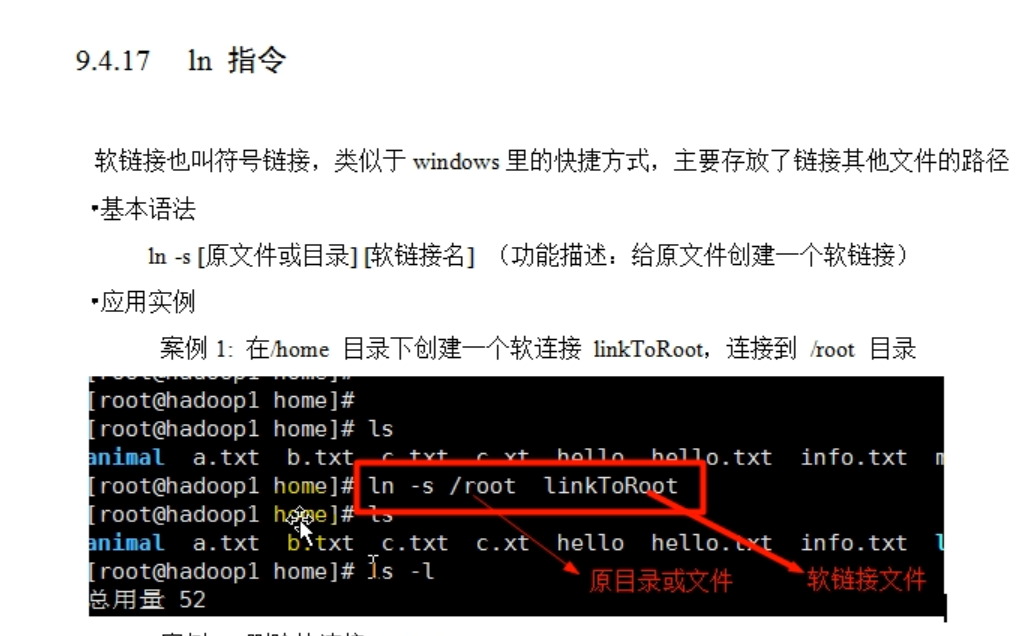 9.4.17 ln 指令
软链接也叫符号链接，类似于 windows 里的快捷方式，主要存放了链接其他文件的路径
•基本语法
ln -s [原文件或目录] [软链接名] （功能描述：给原文件创建一个软链接）
•应用实例
案例 1: 在/home 目录下创建一个软连接 linkToRoot，连接到 /root 目录
[root@hadoop1 home]#
[root@hadoop1 home]#
[root@hadoop1 home]# ls
animal a.txt b.txt c.txt c.xt hello hello.txt info.txt
[root@hadoop1 home]# ln -s /root linkToRoot
[root@hadoop1 home]# ls
animal a.txt b.txt c.txt c.xt hello hello.txt info.txt
[root@hadoop1 home]# ls -l
原目录或文件
软链接文件
总用量 52